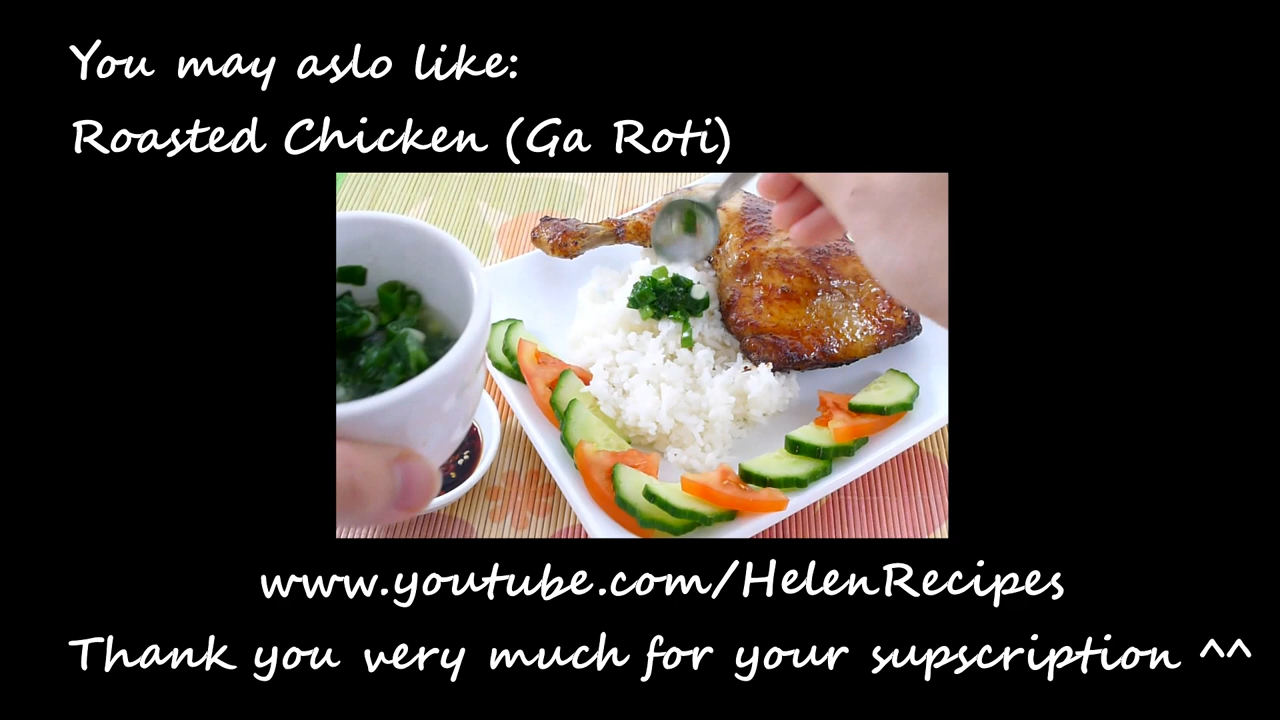 You may aslo like:
Roasted Chicken (Ga Roti)
www.youtube.com/HelenRecipes
Thank you very much for your supscription ^^